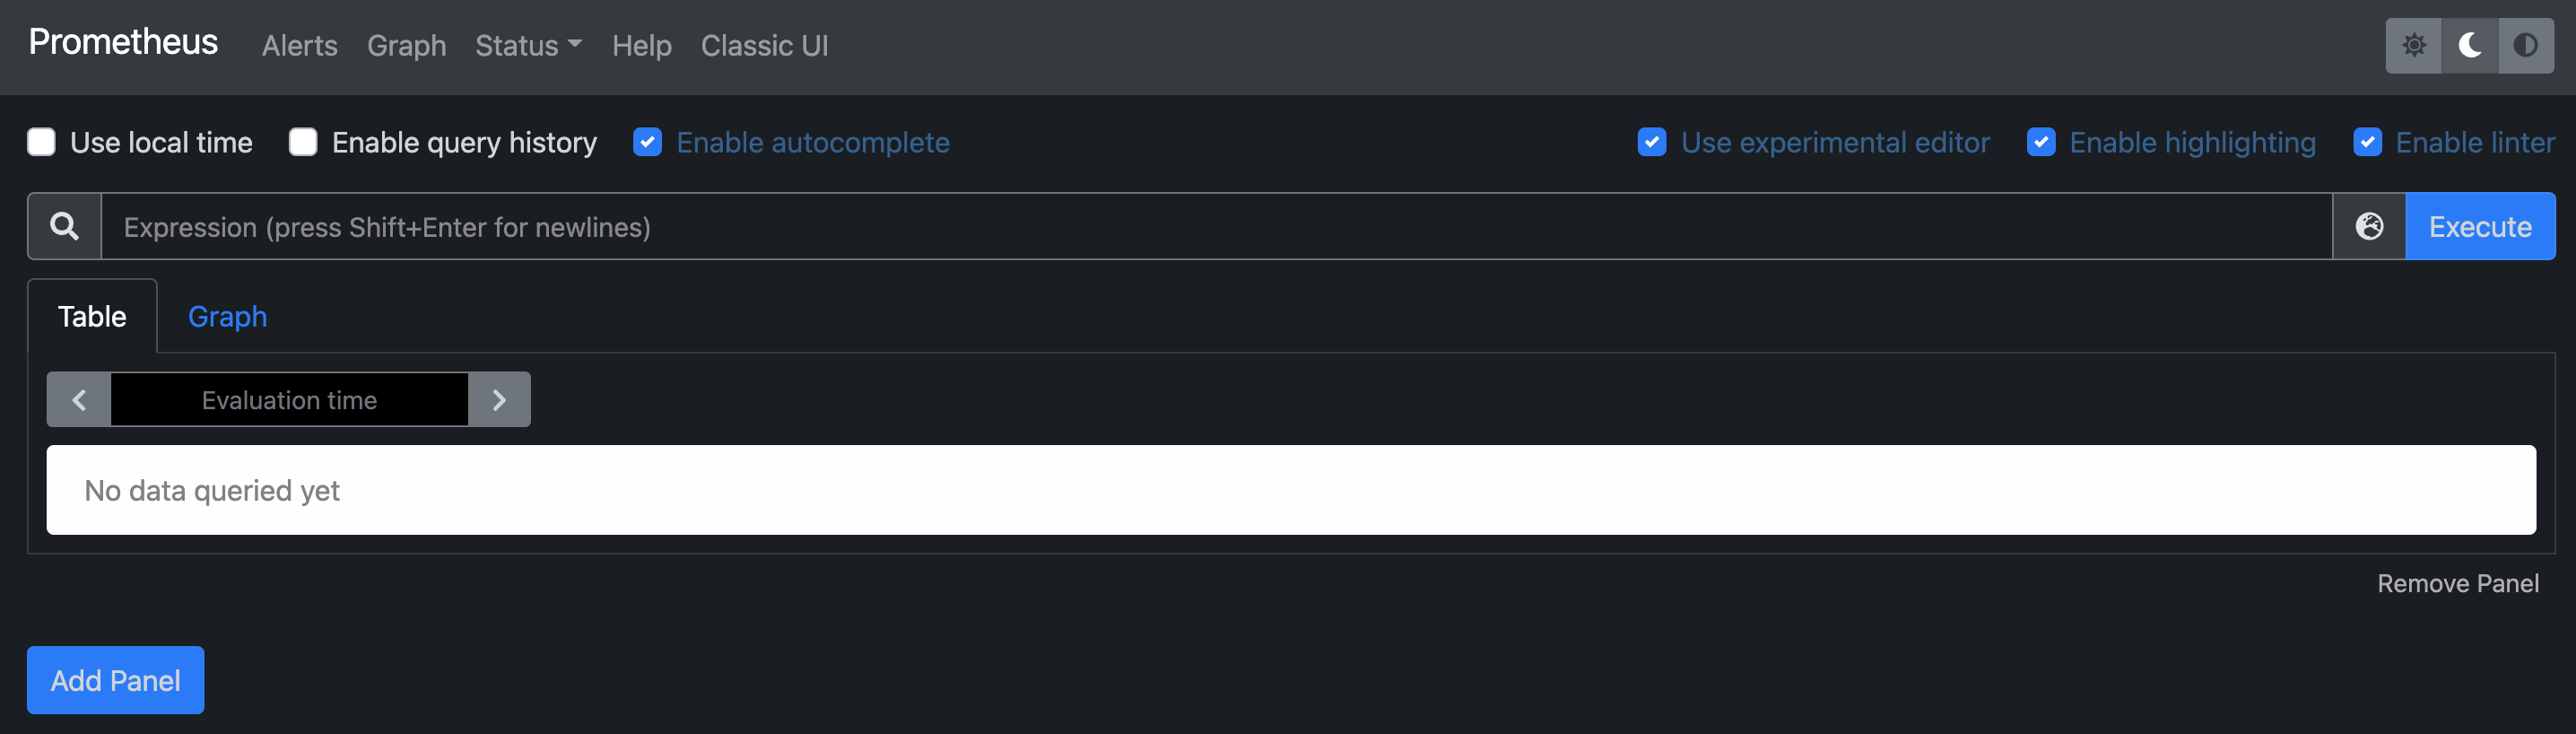 Prometheus Alerts Graph Status Help Classic UI
Use local time Enable query history Enable autocomplete Use experimental editor Enable highlighting Enable linter
Expression (press Shift+Enter for newlines) Execute
Table Graph
Evaluation time
No data queried yet
Remove Panel
Add Panel